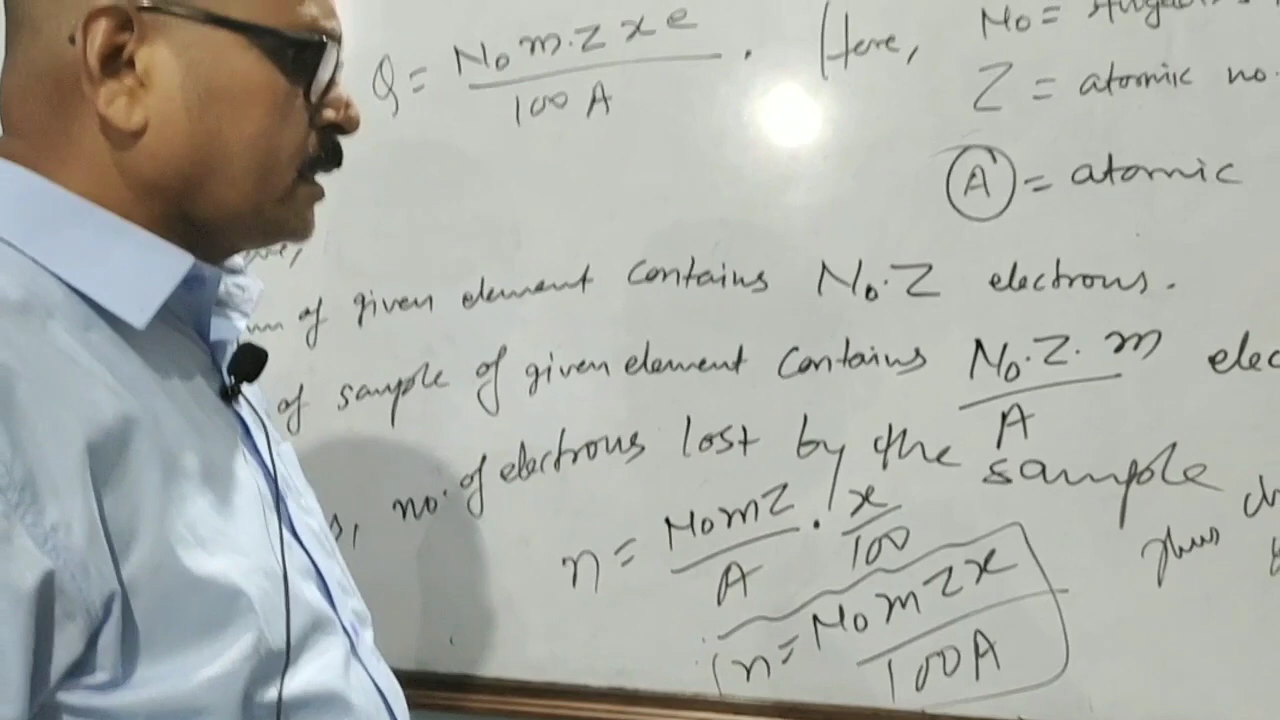 Q = N₀ m.Z x e / 100 A . Here, N₀ =
Z = atomic no.
A = atomic
of given element contains N₀.Z electrons.
of sample of given element contains N₀.Z.m / A
no. of electrons lost by the sample
n = N₀mZ / A . x / 100 thus
n = N₀mZx / 100A